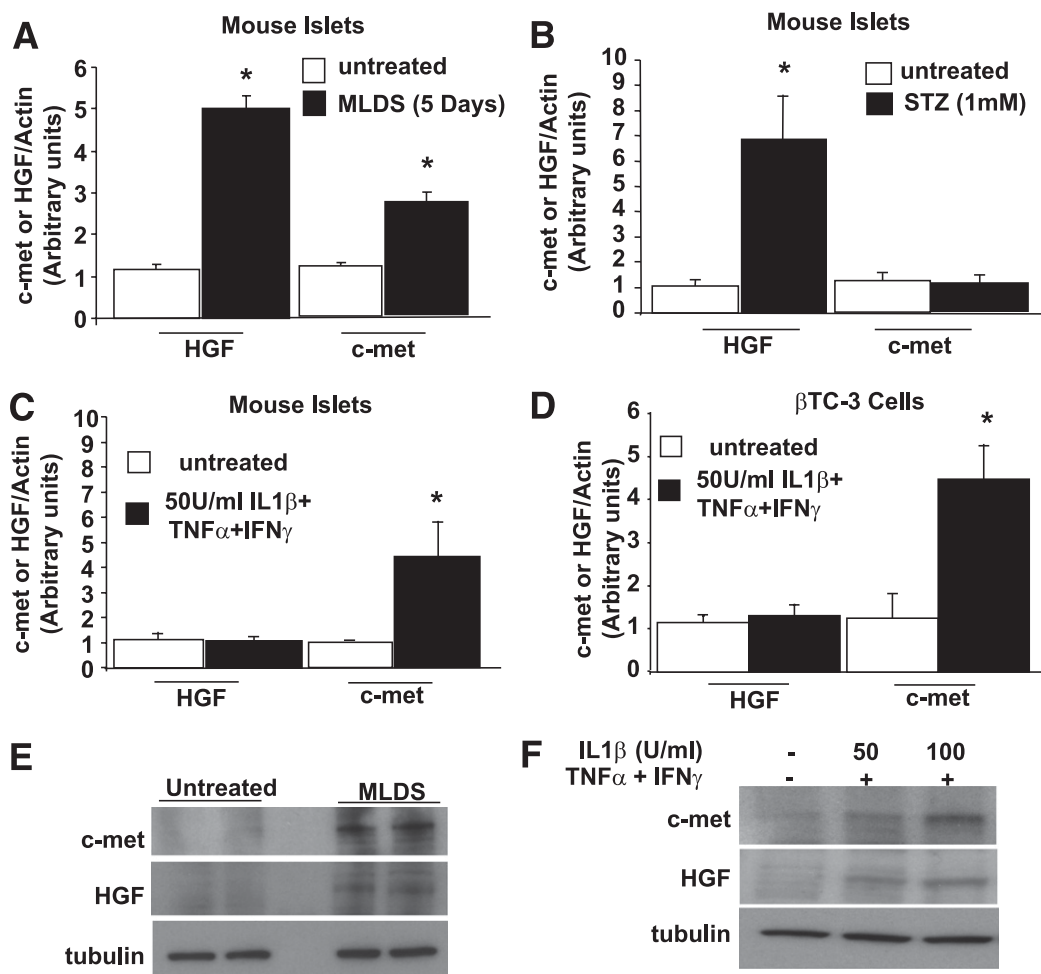 A
Mouse Islets
c-met or HGF/Actin
(Arbitrary units)
6
5
4
3
2
1
0
untreated
MLDS (5 Days)
*
*
HGF
c-met
B
Mouse Islets
c-met or HGF/Actin
(Arbitrary units)
10
9
8
7
6
5
4
3
2
1
0
untreated
STZ (1mM)
*
HGF
c-met
C
Mouse Islets
c-met or HGF/Actin
(Arbitrary units)
10
9
8
7
6
5
4
3
2
1
0
untreated
50U/ml IL1β+
TNFα+IFNγ
*
HGF
c-met
D
βTC-3 Cells
c-met or HGF/Actin
(Arbitrary units)
6
5
4
3
2
1
0
untreated
50U/ml IL1β+
TNFα+IFNγ
*
HGF
c-met
E
Untreated MLDS
c-met
HGF
tubulin
F
IL1β (U/ml) - 50 100
TNFα + IFNγ - + +
c-met
HGF
tubulin